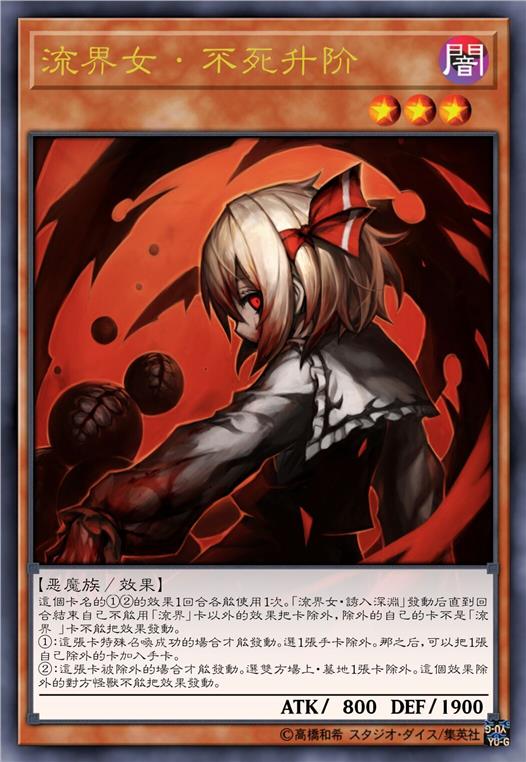 流界女·不死升阶
闇
【恶魔族/效果】
這個卡名的①②的效果1回合各能使用1次。「流界女·誘入深淵」發動后直到回
合結束自己不能用「流界」卡以外的效果把卡除外,除外的自己的卡不是「流
界 」卡不能把效果發動。
①:這張卡特殊召喚成功的場合才能發動。選1張手卡除外。那之后,可以把1張
自己除外的卡加入手卡。
②:這張卡被除外的場合才能發動。選雙方場上·墓地1張卡除外。這個效果除
外的對方怪獸不能把效果發動。
ATK/ 800 DEF/1900
©高橋和希 スタジオ・ダイス/集英社